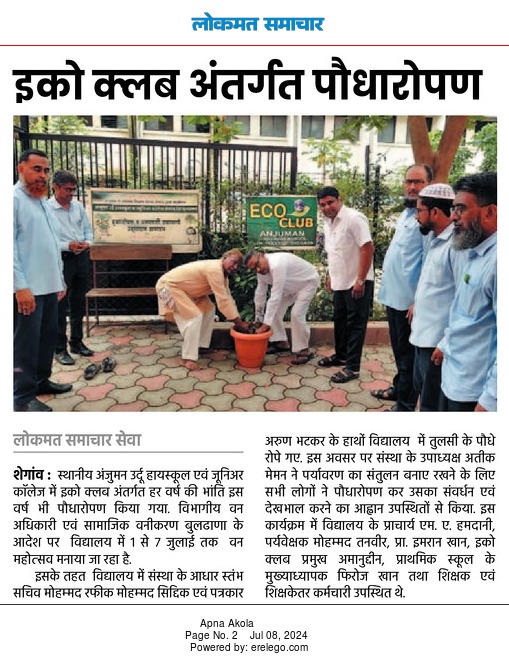 लोकमत समाचार
इको क्लब अंतर्गत पौधारोपण
ECO
CLUB
ANJUMAN
लोकमत समाचार सेवा
शेगांव : स्थानीय अंजुमन उर्दू हायस्कूल एवं जूनिअर
कॉलेज में इको क्लब अंतर्गत हर वर्ष की भांति इस
वर्ष भी पौधारोपण किया गया. विभागीय वन
अधिकारी एवं सामाजिक वनीकरण बुलढाणा के
आदेश पर विद्यालय में 1 से 7 जुलाई तक वन
महोत्सव मनाया जा रहा है.
इसके तहत विद्यालय में संस्था के आधार स्तंभ
सचिव मोहम्मद रफीक मोहम्मद सिद्दिक एवं पत्रकार
अरुण भटकर के हाथों विद्यालय में तुलसी के पौधे
रोपे गए. इस अवसर पर संस्था के उपाध्यक्ष अतीक
मेमन ने पर्यावरण का संतुलन बनाए रखने के लिए
सभी लोगों ने पौधारोपण कर उसका संवर्धन एवं
देखभाल करने का आह्वान उपस्थितों से किया. इस
कार्यक्रम में विद्यालय के प्राचार्य एम. ए. हमदानी,
पर्यवेक्षक मोहम्मद तनवीर, प्रा. इमरान खान, इको
क्लब प्रमुख अमानुद्दीन, प्राथमिक स्कूल के
मुख्याध्यापक फिरोज खान तथा शिक्षक एवं
शिक्षकेतर कर्मचारी उपस्थित थे.
Apna Akola
Page No. 2 Jul 08, 2024
Powered by: erelego.com